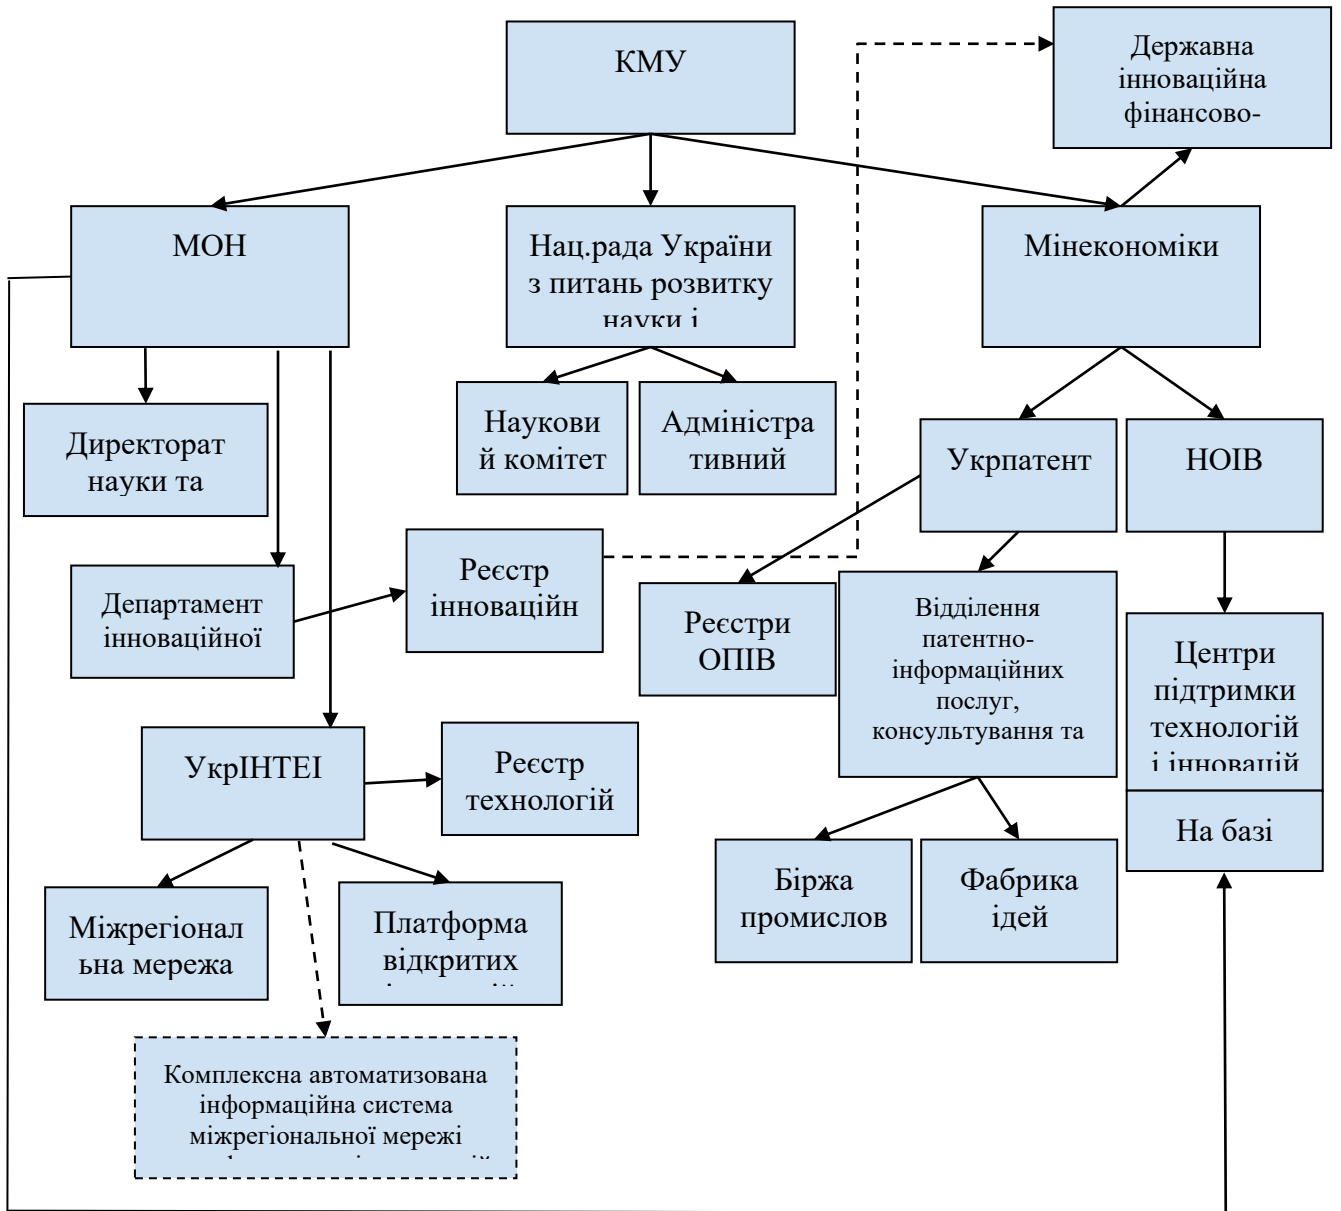 КМУ
Державна
інноваційна
фінансово-
МОН
Нац.рада України
з питань розвитку
науки і
Мінекономіки
Директорат
науки та
Науковий
й комітет
Адміністра
тивний
Укрпатент
НОІВ
Департамент
інноваційної
Реєстр
інноваційн
Реєстри
ОПІВ
Відділення
патентно-
інформаційних
послуг,
консультування та
Центри
підтримки
технологій
і інновацій
На базі
УкрІНТЕІ
Реєстр
технологій
Міжрегіонал
ьна мережа
Платформа
відкритих
Біржа
промислов
Фабрика
ідей
Комплексна автоматизована
інформаційна система
міжрегіональної мережі